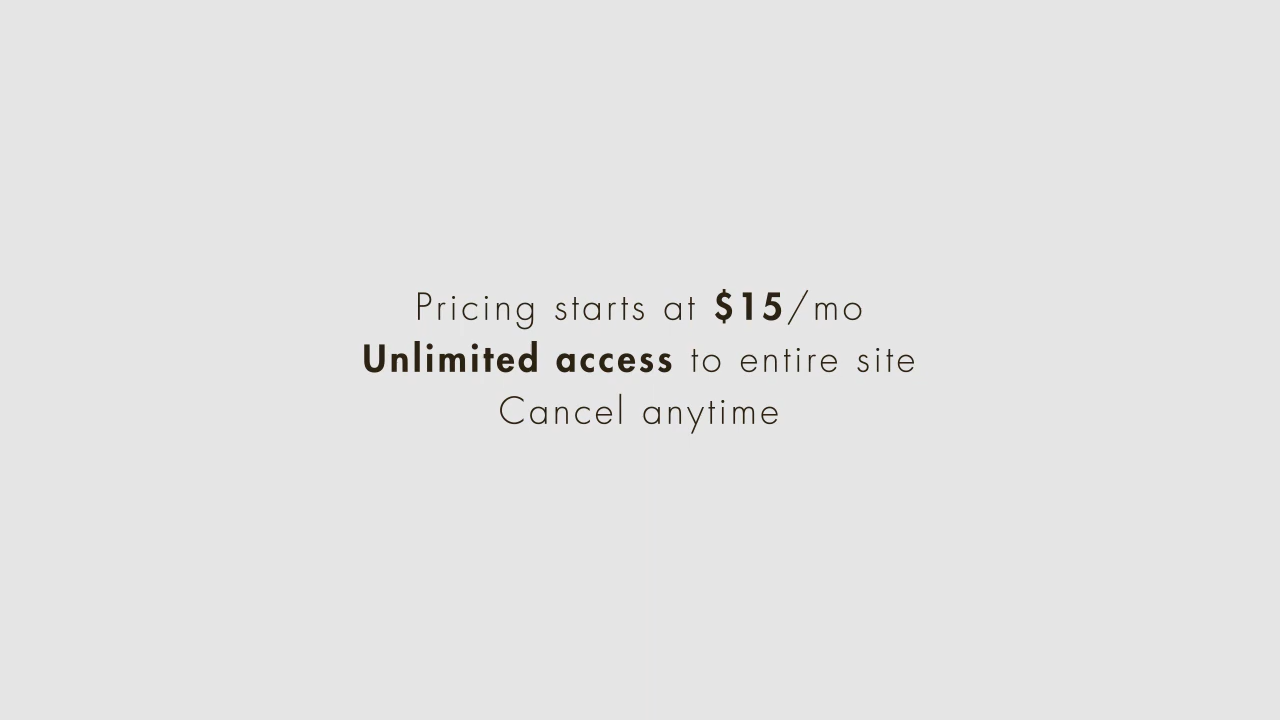 Pricing starts at $15/mo
Unlimited access to entire site
Cancel anytime